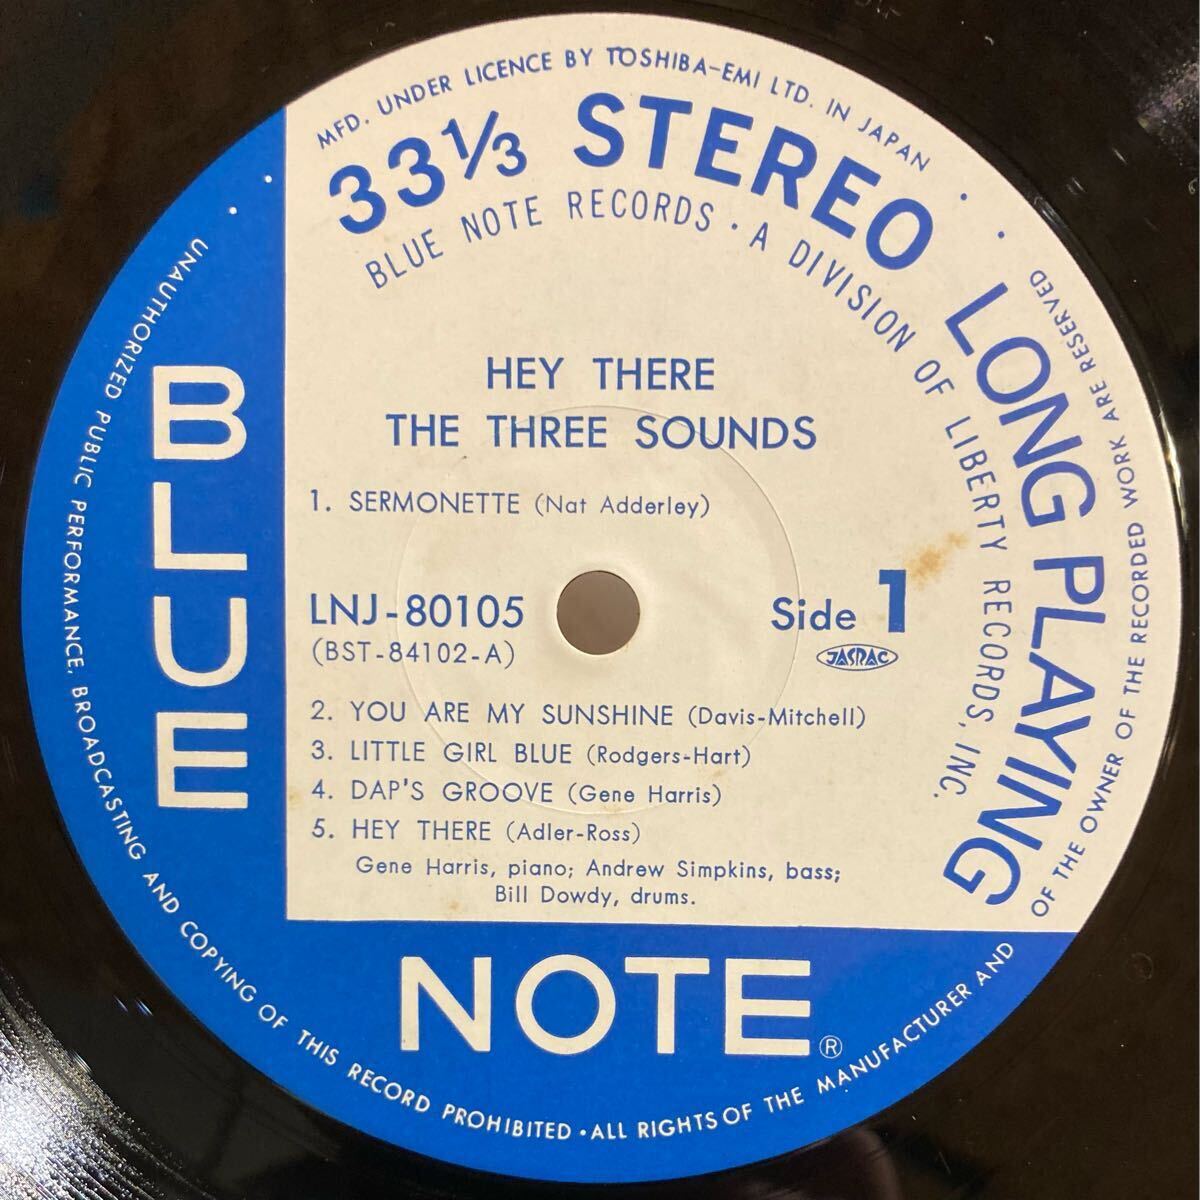 MFD. UNDER LICENCE BY TOSHIBA-EMI LTD. IN JAPAN
33⅓ STEREO LONG PLAYING
BLUE NOTE RECORDS · A DIVISION OF LIBERTY RECORDS, INC.
HEY THERE
THE THREE SOUNDS
1. SERMONETTE (Nat Adderley)
LNJ-80105
(BST-84102-A)
Side 1
JASRAC
2. YOU ARE MY SUNSHINE (Davis-Mitchell)
3. LITTLE GIRL BLUE (Rodgers-Hart)
4. DAP'S GROOVE (Gene Harris)
5. HEY THERE (Adler-Ross)
Gene Harris, piano; Andrew Simpkins, bass;
Bill Dowdy, drums.
BLUE
NOTE®
UNAUTHORIZED PUBLIC PERFORMANCE, BROADCASTING AND COPYING OF THIS RECORD PROHIBITED · ALL RIGHTS OF THE MANUFACTURER AND OF THE OWNER OF THE RECORDED WORK ARE RESERVED